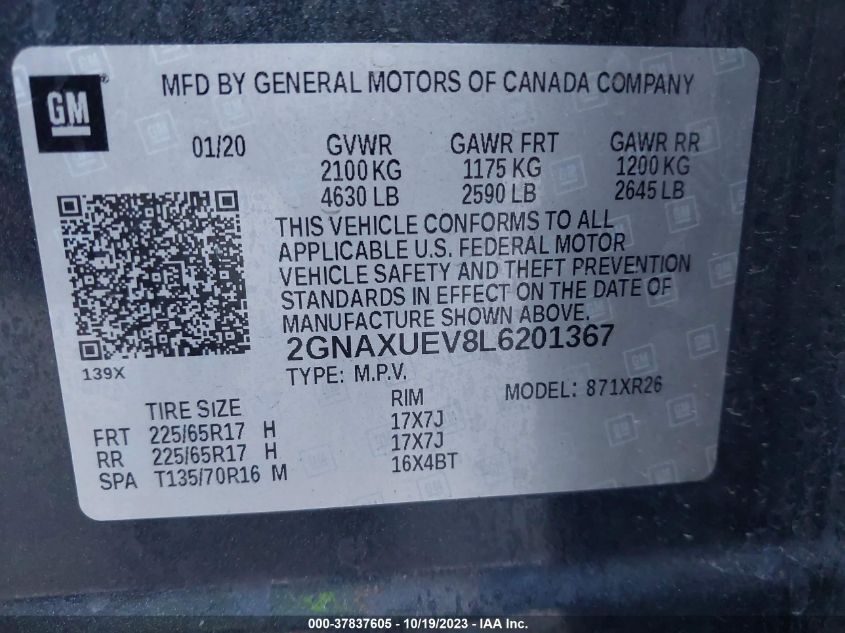 GM ®
MFD BY GENERAL MOTORS OF CANADA COMPANY
01/20 GVWR GAWR FRT GAWR RR
2100 KG 1175 KG 1200 KG
4630 LB 2590 LB 2645 LB
THIS VEHICLE CONFORMS TO ALL
APPLICABLE U.S. FEDERAL MOTOR
VEHICLE SAFETY AND THEFT PREVENTION
STANDARDS IN EFFECT ON THE DATE OF
MANUFACTURE SHOWN ABOVE.
2GNAXUEV8L6201367
139X
TYPE: M.P.V. MODEL: 871XR26
TIRE SIZE RIM
FRT 225/65R17 H 17X7J
RR 225/65R17 H 17X7J
SPA T135/70R16 M 16X4BT
000-37837605 - 10/19/2023 - IAA Inc.